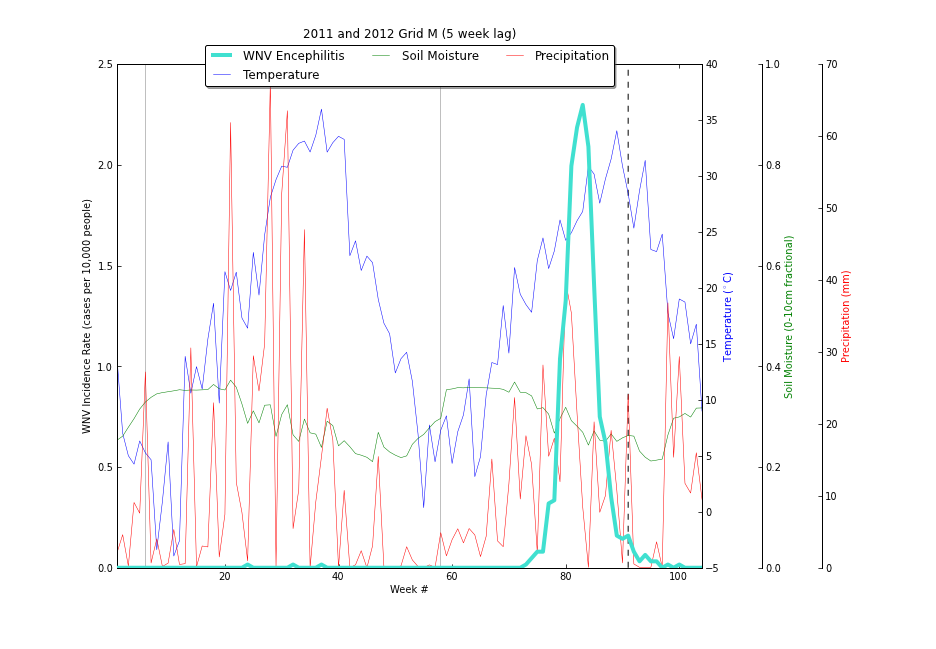 2011 and 2012 Grid M (5 week lag)
WNV Encephilitis Soil Moisture Precipitation
Temperature
2.5 40 1.0 70
35 60
2.0 0.8
30 50
25
1.5 0.6
20 40
15 30
1.0 0.4
10 20
0.5 5 0.2
0 10
0.0 20 40 60 80 100 −5 0.0 0
Week #
WNV Incidence Rate (cases per 10,000 people)
Temperature (°C)
Soil Moisture (0-10cm fractional)
Precipitation (mm)